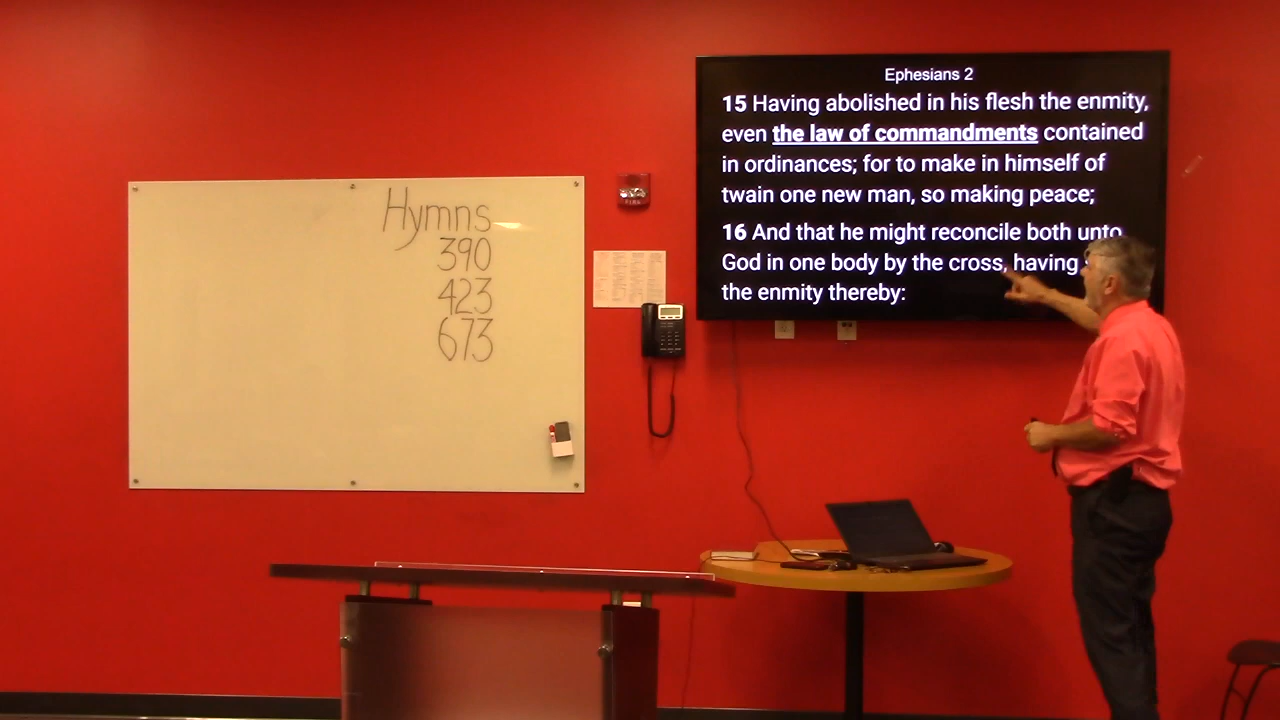 Hymns
390
423
673
FIRE
Ephesians 2
15 Having abolished in his flesh the enmity,
even the law of commandments contained
in ordinances; for to make in himself of
twain one new man, so making peace;
16 And that he might reconcile both unto
God in one body by the cross, having
the enmity thereby: